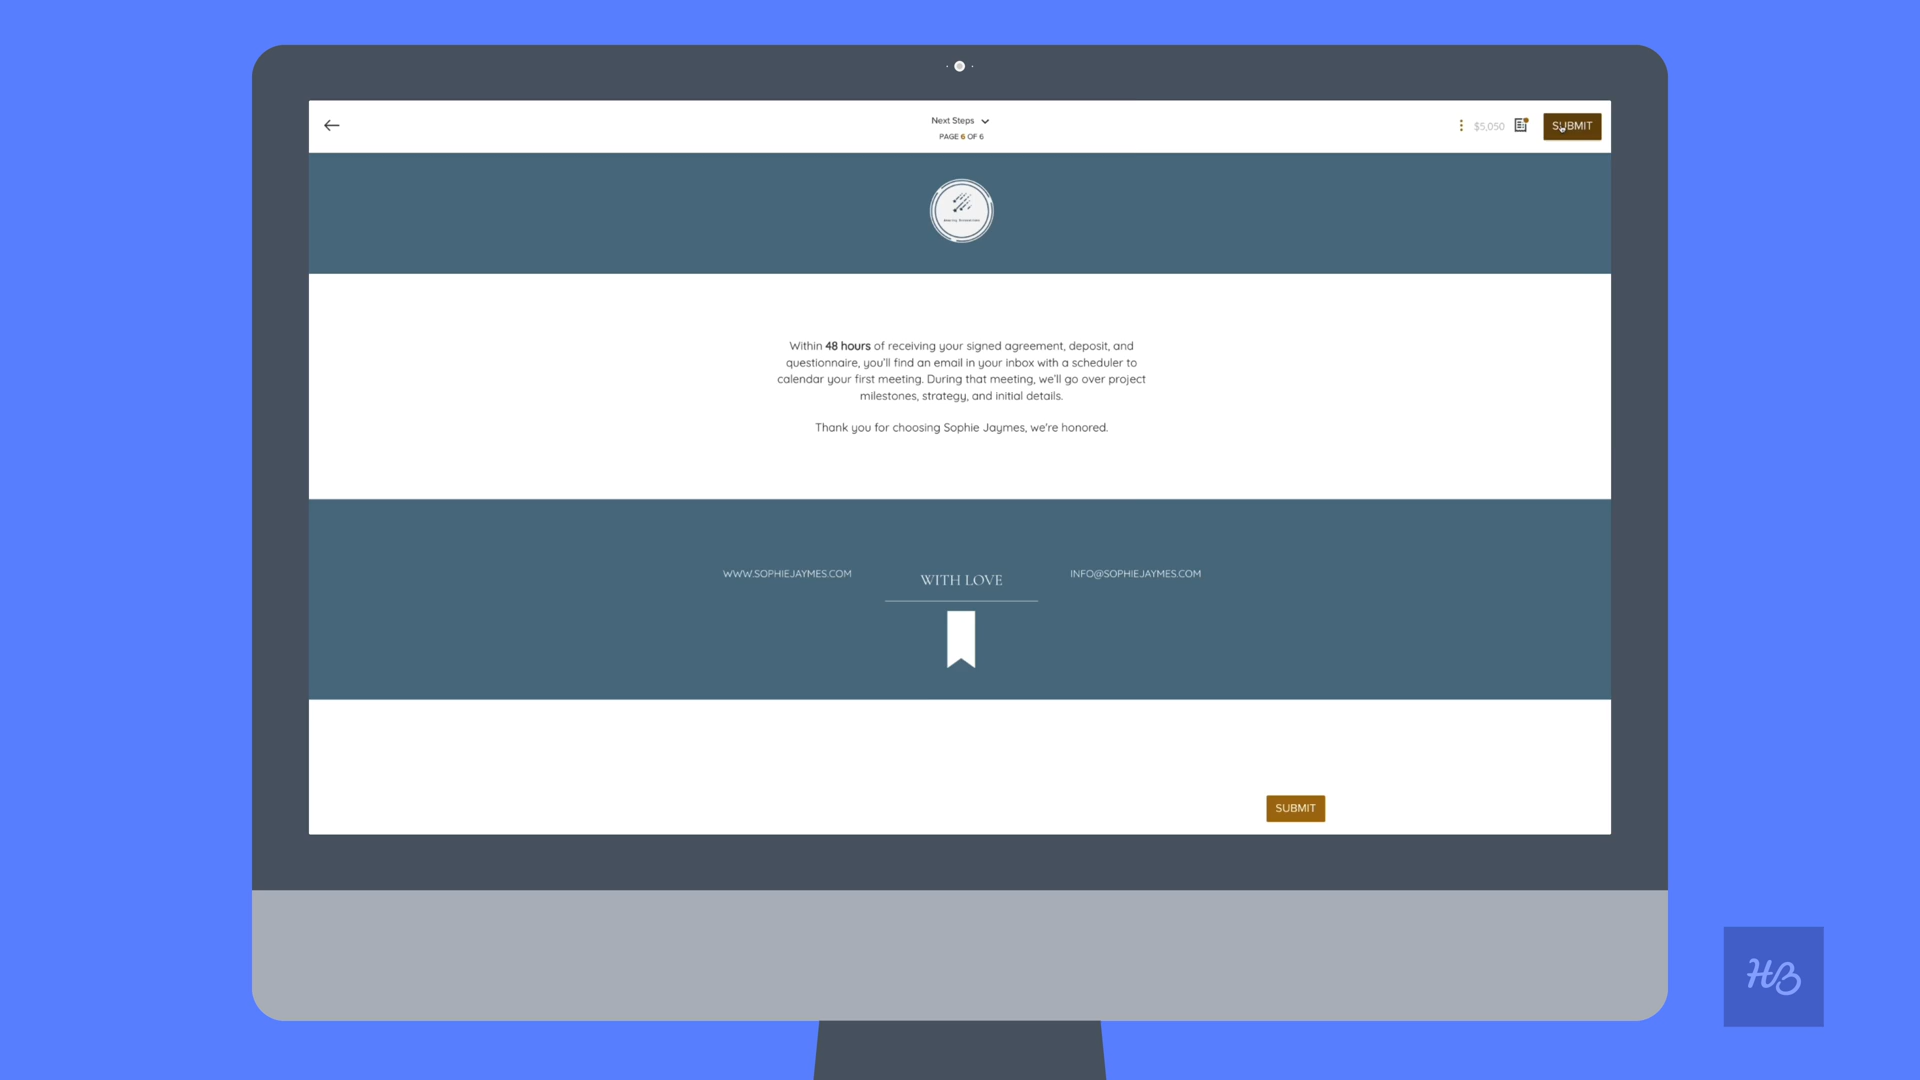 Next Steps
PAGE 6 OF 6
$5,050
SUBMIT
Within 48 hours of receiving your signed agreement, deposit, and
questionnaire, you'll find an email in your inbox with a scheduler to
calendar your first meeting. During that meeting, we'll go over project
milestones, strategy, and initial details.
Thank you for choosing Sophie Jaymes, we're honored.
WWW.SOPHIEJAYMES.COM
WITH LOVE
INFO@SOPHIEJAYMES.COM
SUBMIT
HB